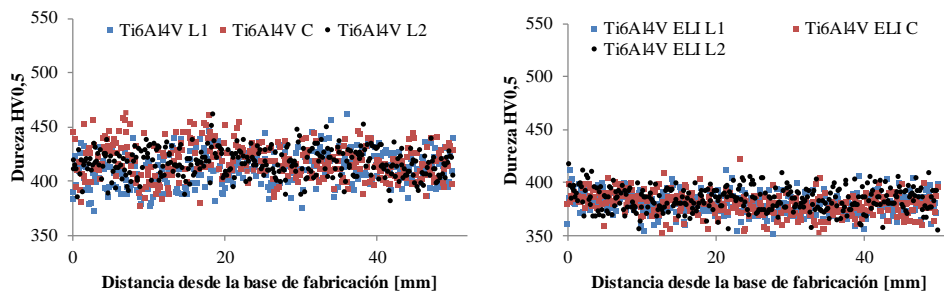 550
Ti6Al4V L1 Ti6Al4V C Ti6Al4V L2
500
450
400
350
Dureza HV0,5
0 20 40
Distancia desde la base de fabricación [mm]
550
Ti6Al4V ELI L1 Ti6Al4V ELI C
Ti6Al4V ELI L2
500
450
400
350
Dureza HV0,5
0 20 40
Distancia desde la base de fabricación [mm]